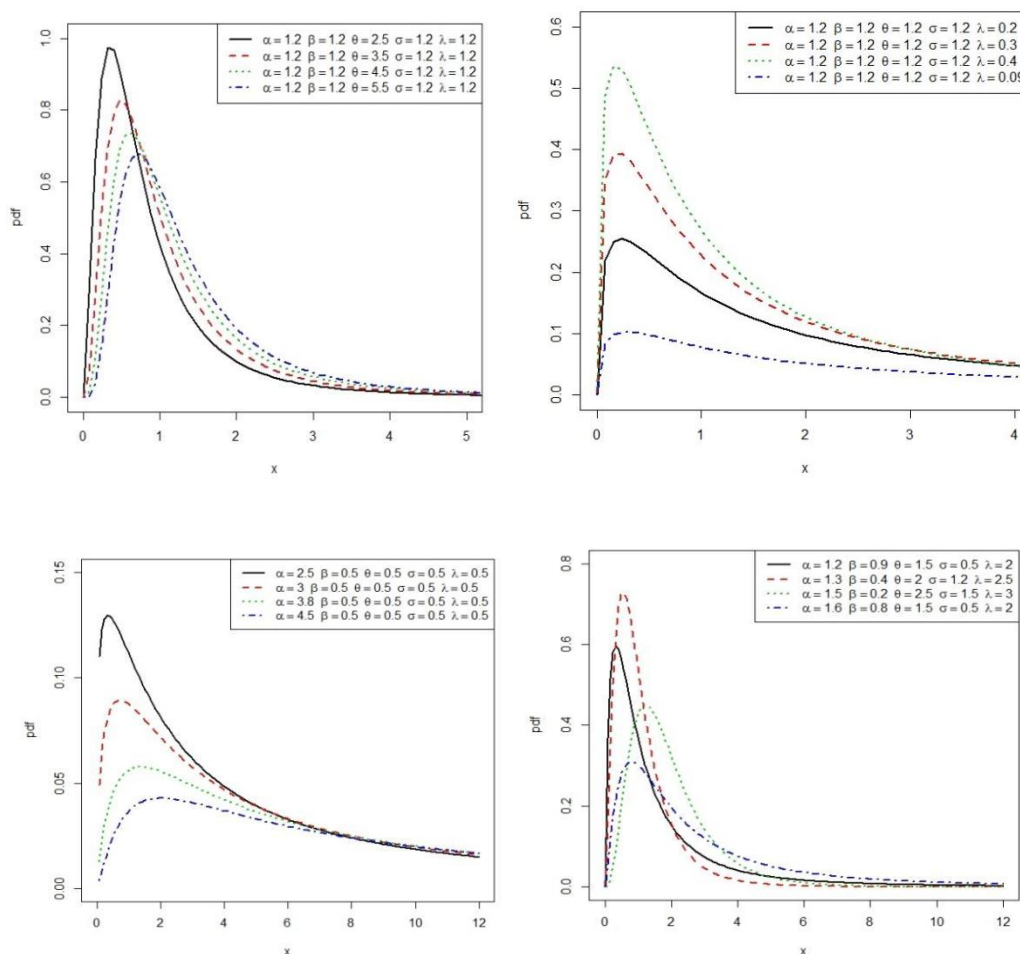 α = 1.2 β = 1.2 θ = 2.5 σ = 1.2 λ = 1.2
α = 1.2 β = 1.2 θ = 3.5 σ = 1.2 λ = 1.2
α = 1.2 β = 1.2 θ = 4.5 σ = 1.2 λ = 1.2
α = 1.2 β = 1.2 θ = 5.5 σ = 1.2 λ = 1.2
pdf
1.0
0.8
0.6
0.4
0.2
0.0
0 1 2 3 4 5
x
α = 1.2 β = 1.2 θ = 1.2 σ = 1.2 λ = 0.2
α = 1.2 β = 1.2 θ = 1.2 σ = 1.2 λ = 0.3
α = 1.2 β = 1.2 θ = 1.2 σ = 1.2 λ = 0.4
α = 1.2 β = 1.2 θ = 1.2 σ = 1.2 λ = 0.09
pdf
0.6
0.5
0.4
0.3
0.2
0.1
0.0
0 1 2 3 4
x
α = 2.5 β = 0.5 θ = 0.5 σ = 0.5 λ = 0.5
α = 3 β = 0.5 θ = 0.5 σ = 0.5 λ = 0.5
α = 3.8 β = 0.5 θ = 0.5 σ = 0.5 λ = 0.5
α = 4.5 β = 0.5 θ = 0.5 σ = 0.5 λ = 0.5
pdf
0.15
0.10
0.05
0.00
0 2 4 6 8 10 12
x
α = 1.2 β = 0.9 θ = 1.5 σ = 0.5 λ = 2
α = 1.3 β = 0.4 θ = 2 σ = 1.2 λ = 2.5
α = 1.5 β = 0.2 θ = 2.5 σ = 1.5 λ = 3
α = 1.6 β = 0.8 θ = 1.5 σ = 0.5 λ = 2
pdf
0.8
0.6
0.4
0.2
0.0
0 2 4 6 8 10 12
x